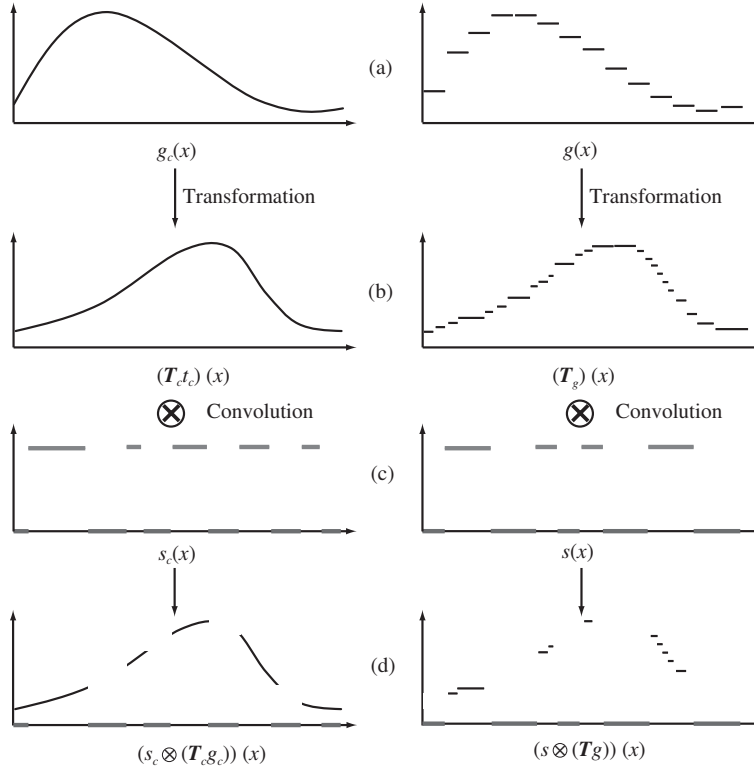 (a)
g_c(x) g(x)
Transformation Transformation
(b)
(T_c t_c) (x) (T_g) (x)
⊗ Convolution ⊗ Convolution
(c)
s_c(x) s(x)
(d)
(s_c ⊗ (T_c g_c)) (x) (s ⊗ (Tg)) (x)